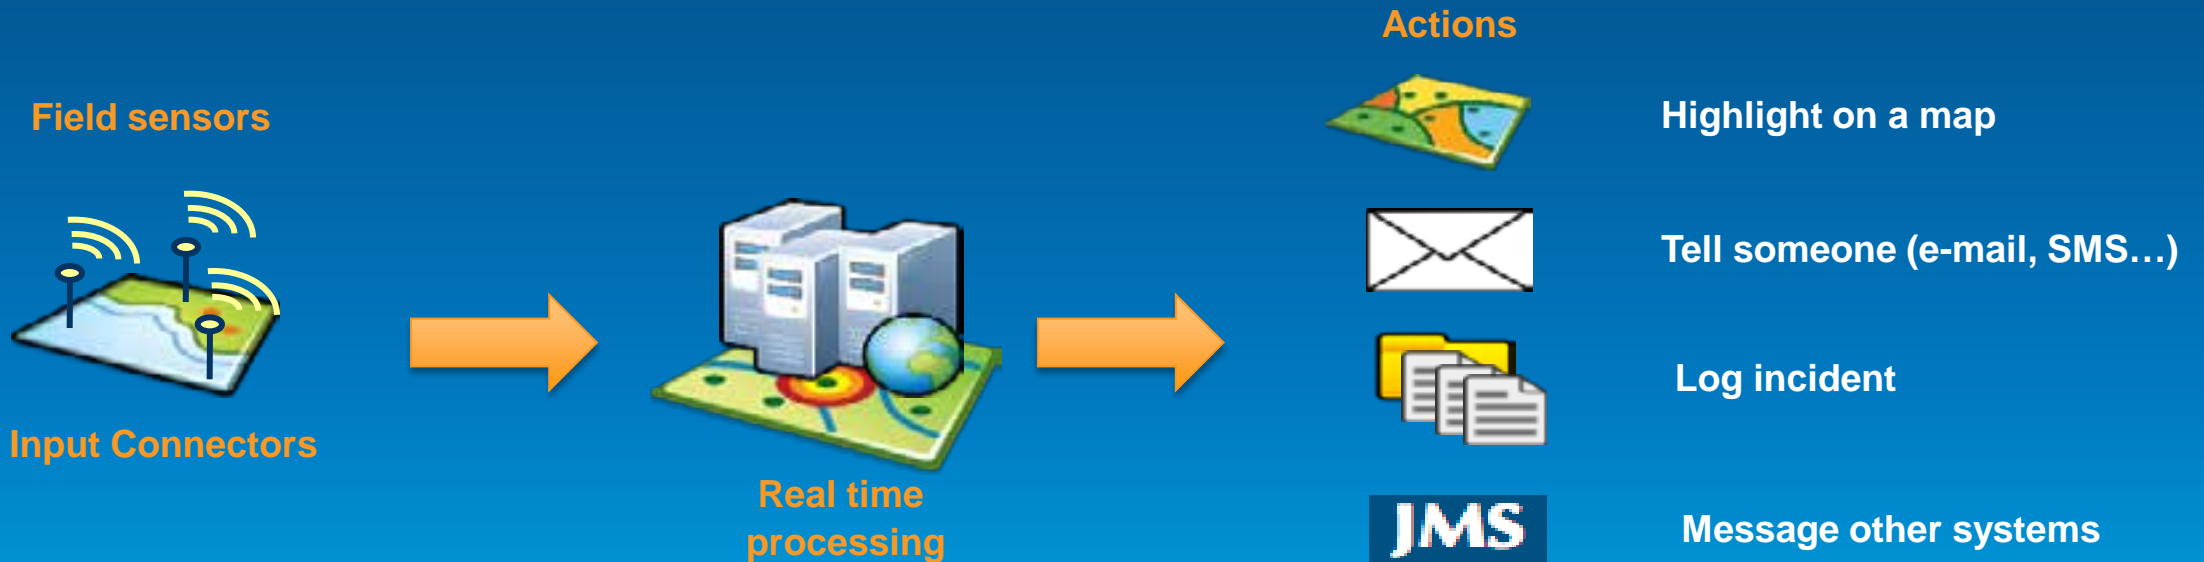 Field sensors
Input Connectors
Real time
processing
Actions
Highlight on a map
Tell someone (e-mail, SMS…)
Log incident
JMS
Message other systems